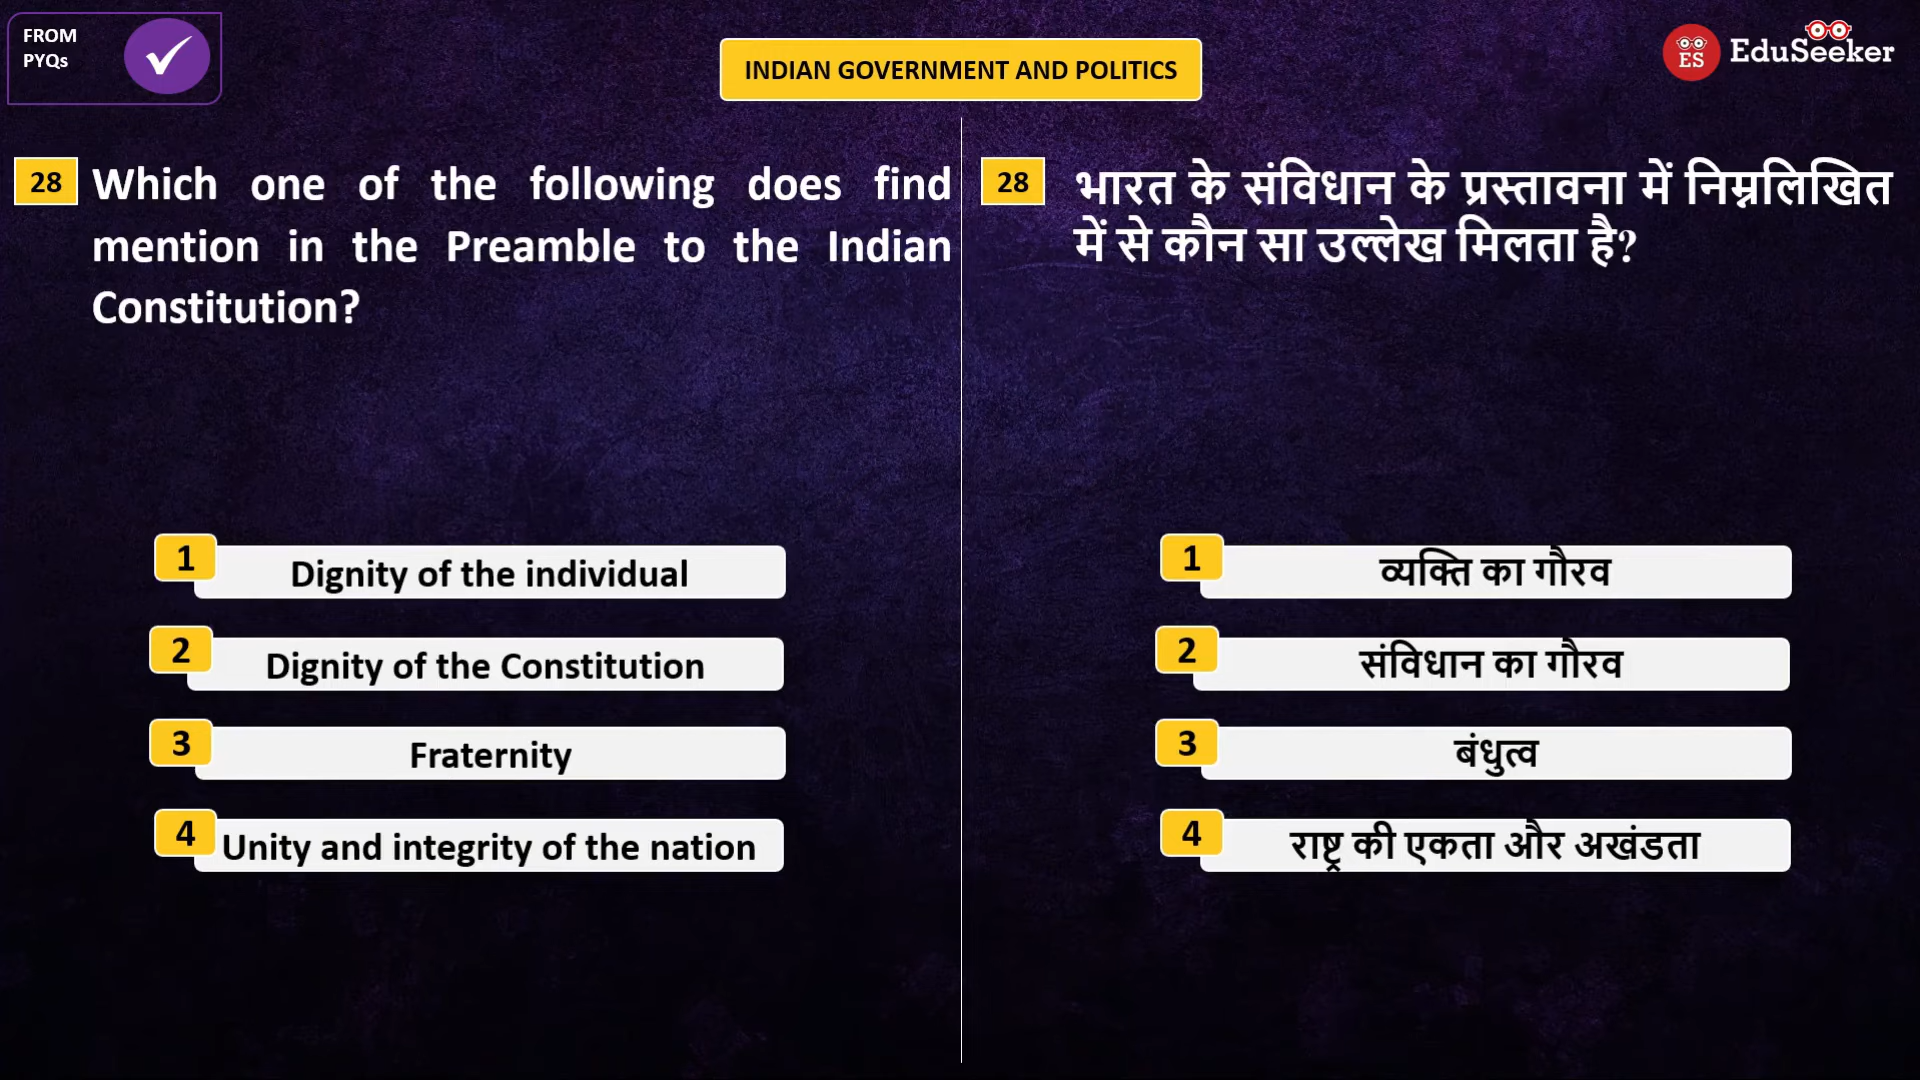 FROM
PYQs
INDIAN GOVERNMENT AND POLITICS
ES
EduSeeker
28
Which one of the following does find
mention in the Preamble to the Indian
Constitution?
1
Dignity of the individual
2
Dignity of the Constitution
3
Fraternity
4
Unity and integrity of the nation
28
भारत के संविधान के प्रस्तावना में निम्नलिखित
में से कौन सा उल्लेख मिलता है?
1
व्यक्ति का गौरव
2
संविधान का गौरव
3
बंधुत्व
4
राष्ट्र की एकता और अखंडता